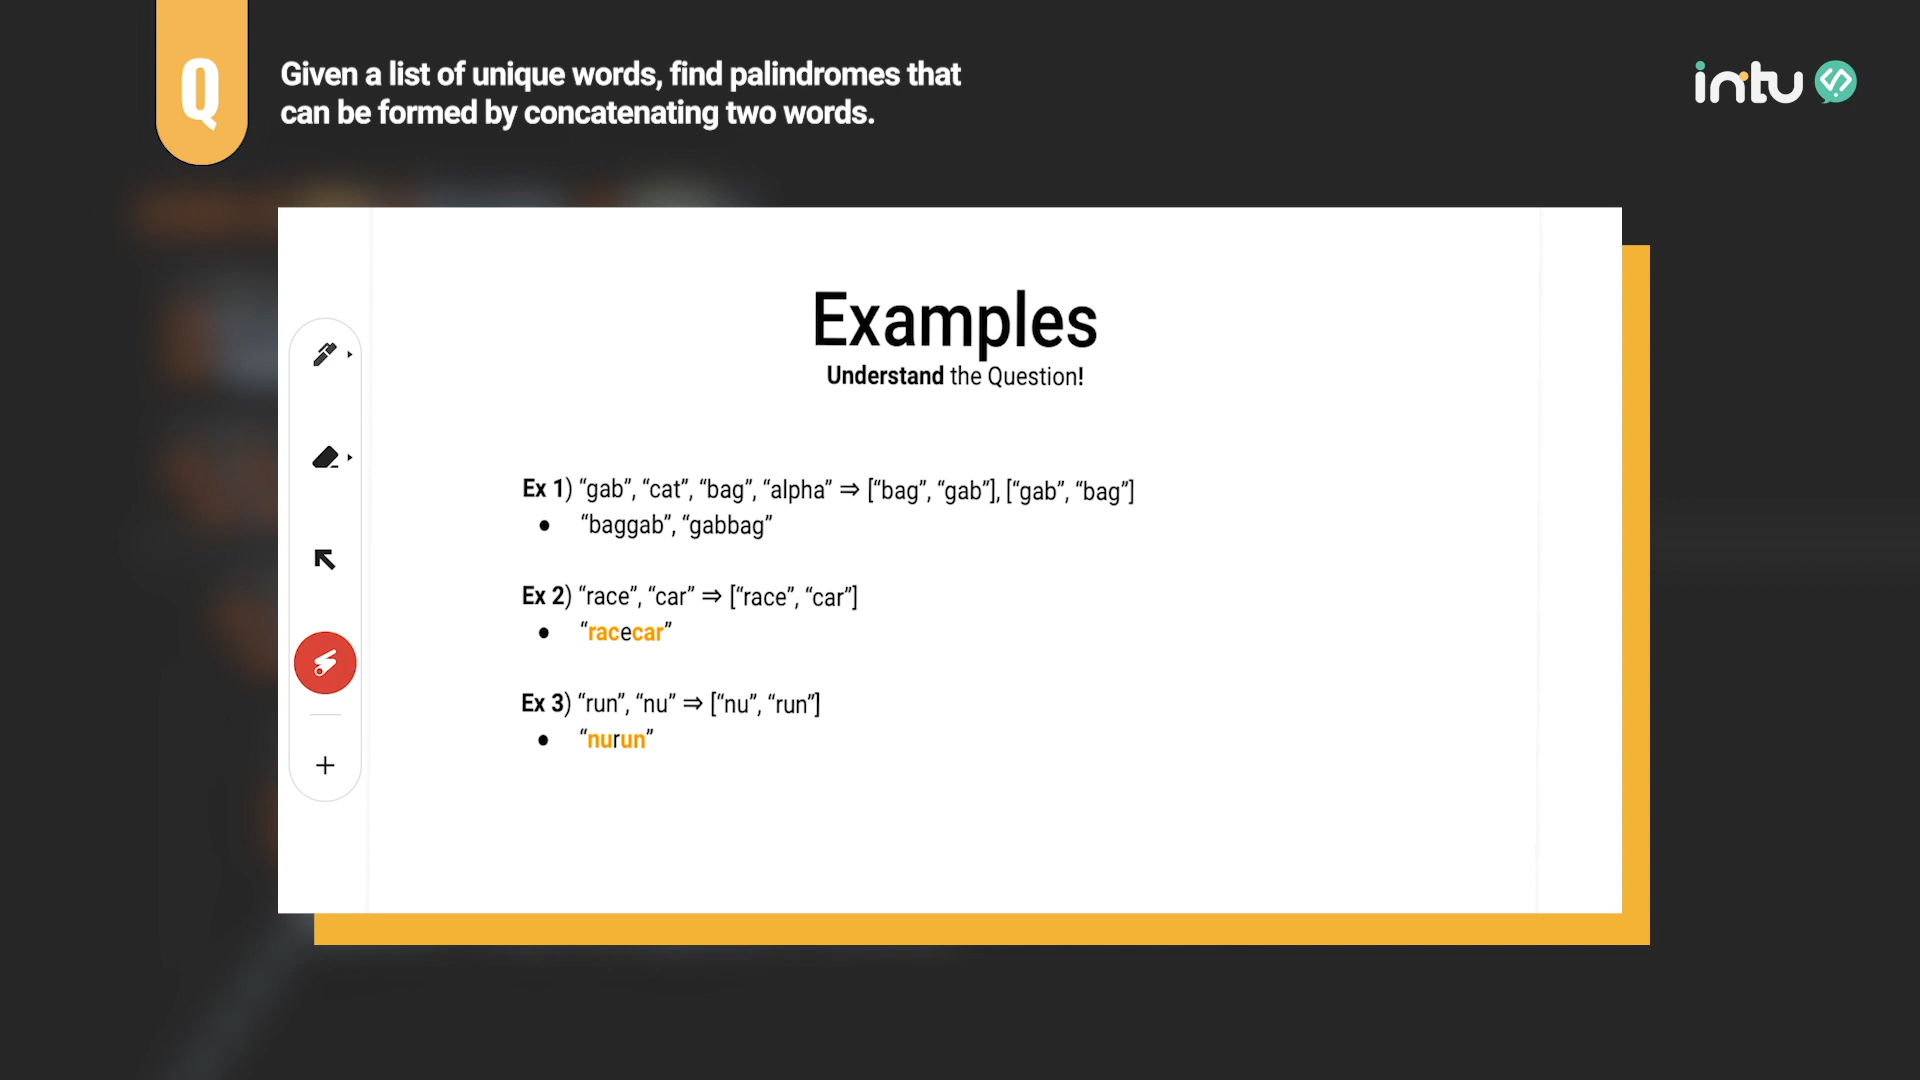 Q
Given a list of unique words, find palindromes that
can be formed by concatenating two words.
intu
Examples
Understand the Question!
Ex 1) “gab”, “cat”, “bag”, “alpha” ⇒ [“bag”, “gab”], [“gab”, “bag”]
● “baggab”, “gabbag”
Ex 2) “race”, “car” ⇒ [“race”, “car”]
● “racecar”
Ex 3) “run”, “nu” ⇒ [“nu”, “run”]
● “nurun”